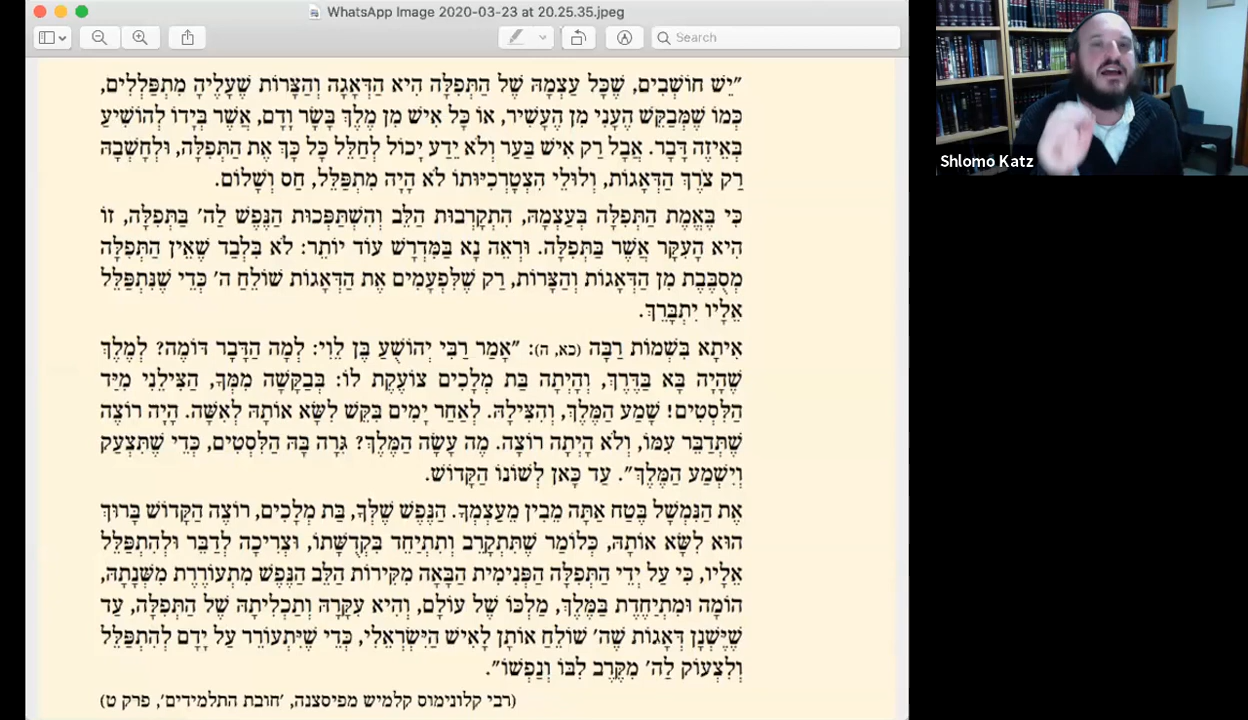 WhatsApp Image 2020-03-23 at 20.25.35.jpeg
Search
"יֵשׁ חוֹשְׁבִים, שֶׁכָּל עַצְמָהּ שֶׁל הַתְּפִלָּה הִיא הַדְּאָגָה וְהַצָּרוֹת שֶׁעָלֶיהָ מִתְפַּלְּלִים,
כְּמוֹ שֶׁמְּבַקֵּשׁ הֶעָנִי מִן הֶעָשִׁיר, אוֹ כָּל אִישׁ מִן מֶלֶךְ בָּשָׂר וָדָם, אֲשֶׁר בְּיָדוֹ לְהוֹשִׁיעַ
בְּאֵיזֶה דָּבָר. אֲבָל רַק אִישׁ בַּעַר וְלֹא יֵדַע יָכוֹל לְחַלֵּל כָּל כָּךְ אֶת הַתְּפִלָּה, וּלְחָשְׁבָהּ
רַק צֹרֶךְ הַדְּאָגוֹת, וְלוּלֵי הִצְטָרְכִיּוּתוֹ לֹא הָיָה מִתְפַּלֵּל, חַס וְשָׁלוֹם.
כִּי בֶּאֱמֶת הַתְּפִלָּה בְּעַצְמָהּ, הִתְקָרְבוּת הַלֵּב וְהִשְׁתַּפְּכוּת הַנֶּפֶשׁ לַה' בַּתְּפִלָּה, זוֹ
הִיא הָעִקָּר אֲשֶׁר בַּתְּפִלָּה. וּרְאֵה נָא בַּמִּדְרָשׁ עוֹד יוֹתֵר: לֹא בִּלְבַד שֶׁאֵין הַתְּפִלָּה
מְסֻבֶּבֶת מִן הַדְּאָגוֹת וְהַצָּרוֹת, רַק שֶׁלִּפְעָמִים אֶת הַדְּאָגוֹת שׁוֹלֵחַ ה' כְּדֵי שֶׁנִּתְפַּלֵּל
אֵלָיו יִתְבָּרֵךְ.
אִיתָא בִּשְׁמוֹת רַבָּה (כא, ה): "אָמַר רַבִּי יְהוֹשֻׁעַ בֶּן לֵוִי: לְמָה הַדָּבָר דּוֹמֶה? לְמֶלֶךְ
שֶׁהָיָה בָּא בַּדֶּרֶךְ, וְהָיְתָה בַּת מְלָכִים צוֹעֶקֶת לוֹ: בְּבַקָּשָׁה מִמְּךָ, הַצִּילֵנִי מִיַּד
הַלִּסְטִים! שָׁמַע הַמֶּלֶךְ, וְהִצִּילָהּ. לְאַחַר יָמִים בִּקֵּשׁ לִשָּׂא אוֹתָהּ לְאִשָּׁה. הָיָה רוֹצֶה
שֶׁתְּדַבֵּר עִמּוֹ, וְלֹא הָיְתָה רוֹצָה. מֶה עָשָׂה הַמֶּלֶךְ? גֵּרָה בָּהּ הַלִּסְטִים, כְּדֵי שֶׁתִּצְעַק
וְיִשְׁמַע הַמֶּלֶךְ". עַד כָּאן לְשׁוֹנוֹ הַקָּדוֹשׁ.
אֶת הַנִּמְשָׁל בֶּטַח אַתָּה מֵבִין מֵעַצְמְךָ. הַנֶּפֶשׁ שֶׁלְּךָ, בַּת מְלָכִים, רוֹצֶה הַקָּדוֹשׁ בָּרוּךְ
הוּא לִשָּׂא אוֹתָהּ, כְּלוֹמַר שֶׁתִּתְקָרֵב וְתִתְיַחֵד בִּקְדֻשָּׁתוֹ, וּצְרִיכָה לְדַבֵּר וּלְהִתְפַּלֵּל
אֵלָיו, כִּי עַל יְדֵי הַתְּפִלָּה הַפְּנִימִית הַבָּאָה מִקִּירוֹת הַלֵּב הַנֶּפֶשׁ מִתְעוֹרֶרֶת מִשְּׁנָתָהּ,
הוֹמָה וּמִתְיַחֶדֶת בַּמֶּלֶךְ, מַלְכּוֹ שֶׁל עוֹלָם, וְהִיא עִקָּרָהּ וְתַכְלִיתָהּ שֶׁל הַתְּפִלָּה, עַד
שֶׁיֶּשְׁנָן דְּאָגוֹת שֶׁה' שׁוֹלֵחַ אוֹתָן לָאִישׁ הַיִּשְׂרְאֵלִי, כְּדֵי שֶׁיִּתְעוֹרֵר עַל יָדָם לְהִתְפַּלֵּל
וְלִצְעוֹק לַה' מִקֶּרֶב לִבּוֹ וְנַפְשׁוֹ".
(רבי קלונימוס קלמיש מפיסצנה, 'חובת התלמידים', פרק ט)
Shlomo Katz